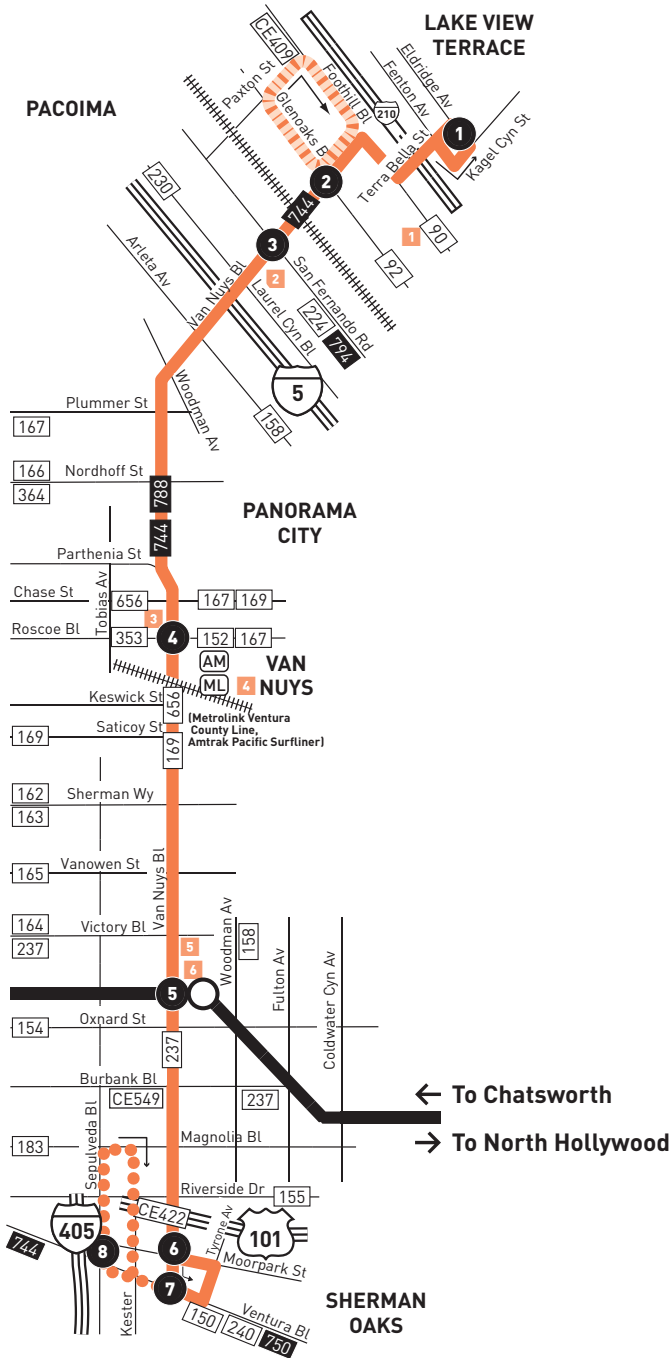 LAKE VIEW
TERRACE
CE409
Paxton St
Foothill Bl
Glenoaks B
210
Fenton Av
Eldridge Av
1
Kagel Cyn St
Terra Bella St
PACOIMA
2
744
230
3
1
90
92
2
Arleta Av
Van Nuys Bl
San Fernando Rd
Laurel Cyn Bl
224
794
5
Woodman Av
158
Plummer St
167
166
Nordhoff St
364
788
744
PANORAMA
CITY
Parthenia St
Tobias Av
Chase St
656
167
169
3
Roscoe Bl
353
4
152
167
AM
ML
4
VAN
NUYS
Keswick St
656
(Metrolink Ventura
County Line,
Amtrak Pacific Surfliner)
Saticoy St
169
169
162
Sherman Wy
163
Vanowen St
165
Van Nuys Bl
164
Victory Bl
237
5
6
Woodman Av
158
Fulton Av
Coldwater Cyn Av
5
154
Oxnard St
237
Burbank Bl
CE549
237
← To Chatsworth
→ To North Hollywood
Sepulveda Bl
183
Magnolia Bl
Riverside Dr
155
405
CE422
101
Tyrone Av
744
8
6
Moorpark St
Kester
7
150
240
750
Ventura Bl
SHERMAN
OAKS